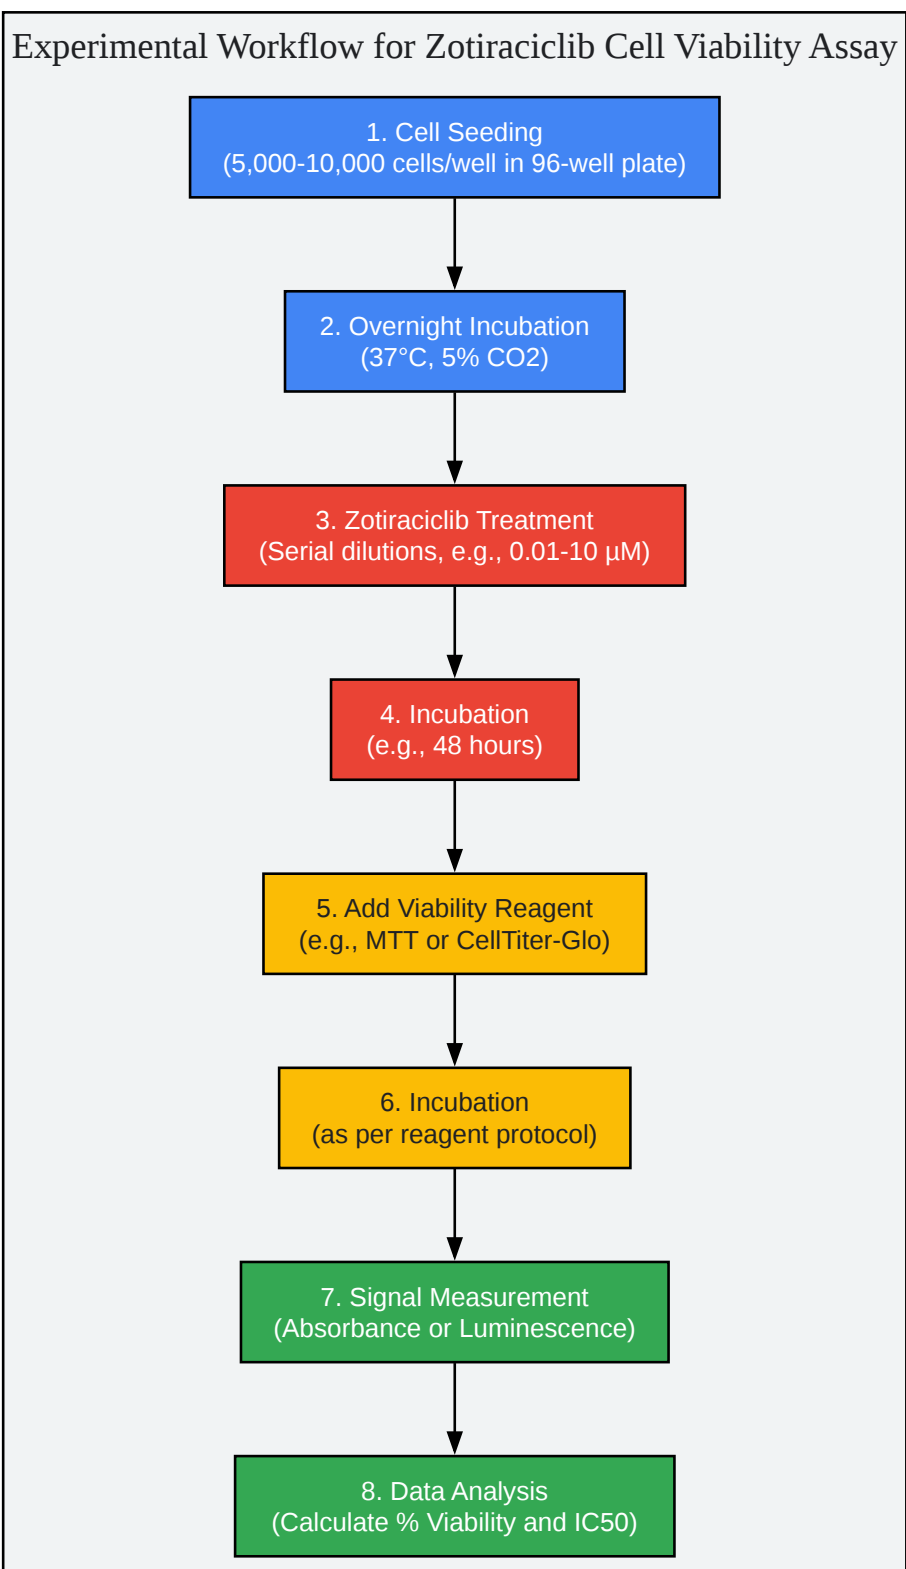 Experimental Workflow for Zotiraciclib Cell Viability Assay
1. Cell Seeding
(5,000-10,000 cells/well in 96-well plate)
2. Overnight Incubation
(37°C, 5% CO2)
3. Zotiraciclib Treatment
(Serial dilutions, e.g., 0.01-10 µM)
4. Incubation
(e.g., 48 hours)
5. Add Viability Reagent
(e.g., MTT or CellTiter-Glo)
6. Incubation
(as per reagent protocol)
7. Signal Measurement
(Absorbance or Luminescence)
8. Data Analysis
(Calculate % Viability and IC50)